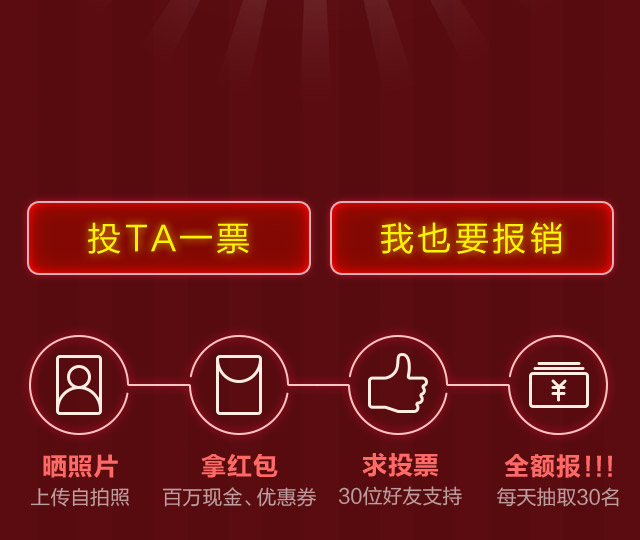 投TA一票
我也要报销
晒照片
拿红包
求投票
全额报!!!
上传自拍照
百万现金、优惠券
30位好友支持
每天抽取30名